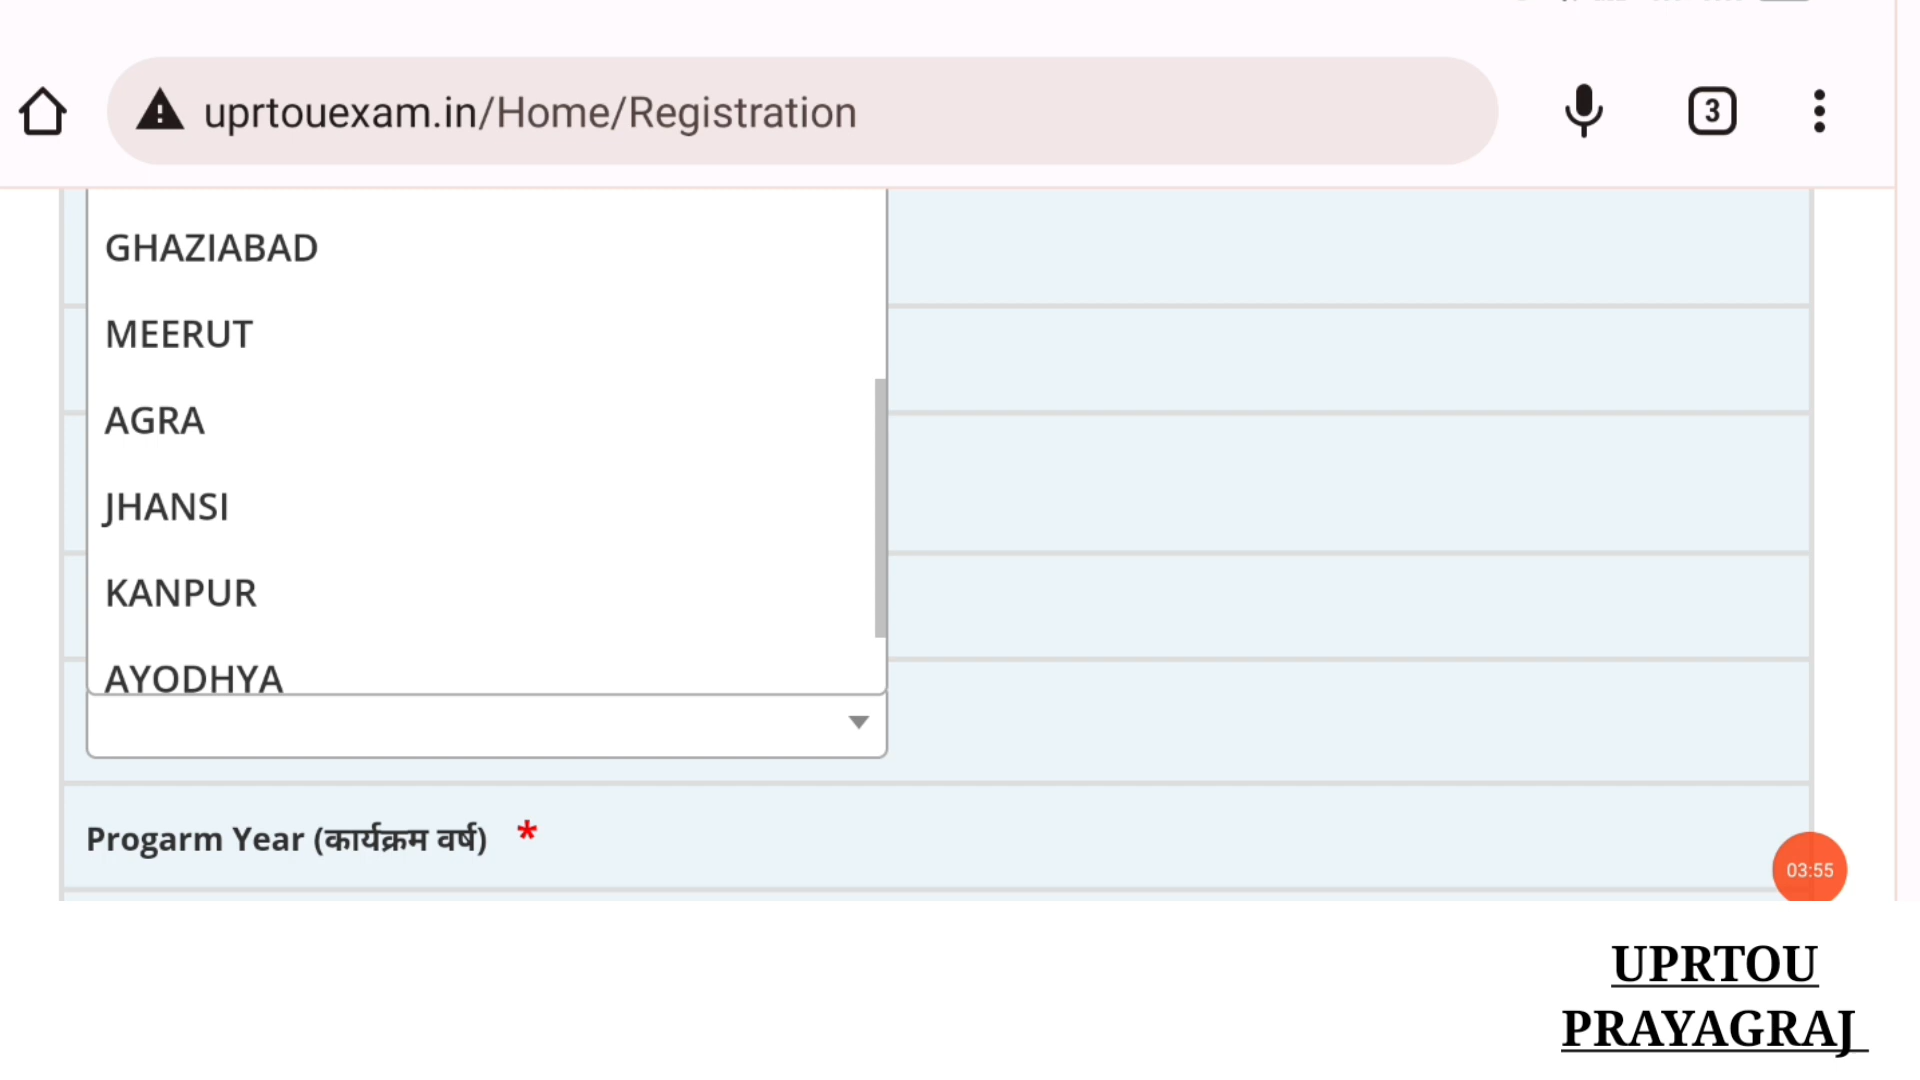 uprtouexam.in/Home/Registration
3
GHAZIABAD
MEERUT
AGRA
JHANSI
KANPUR
AYODHYA
Progarm Year (कार्यक्रम वर्ष) *
03:55
UPRTOU
PRAYAGRAJ